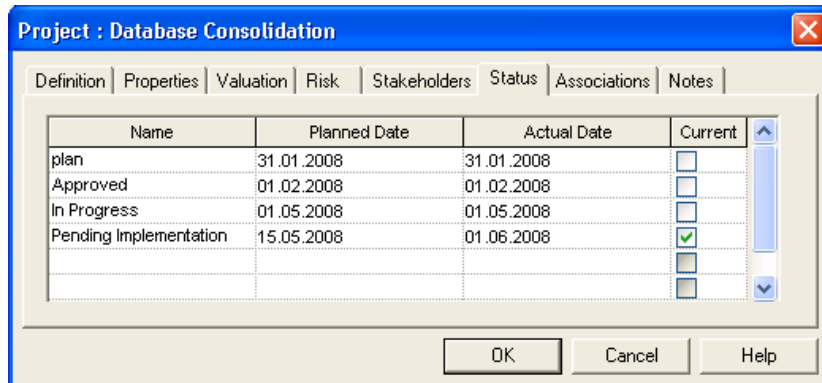 Project : Database Consolidation
Definition Properties Valuation Risk Stakeholders Status Associations Notes
Name Planned Date Actual Date Current
plan 31.01.2008 31.01.2008
Approved 01.02.2008 01.02.2008
In Progress 01.05.2008 01.05.2008
Pending Implementation 15.05.2008 01.06.2008
OK Cancel Help